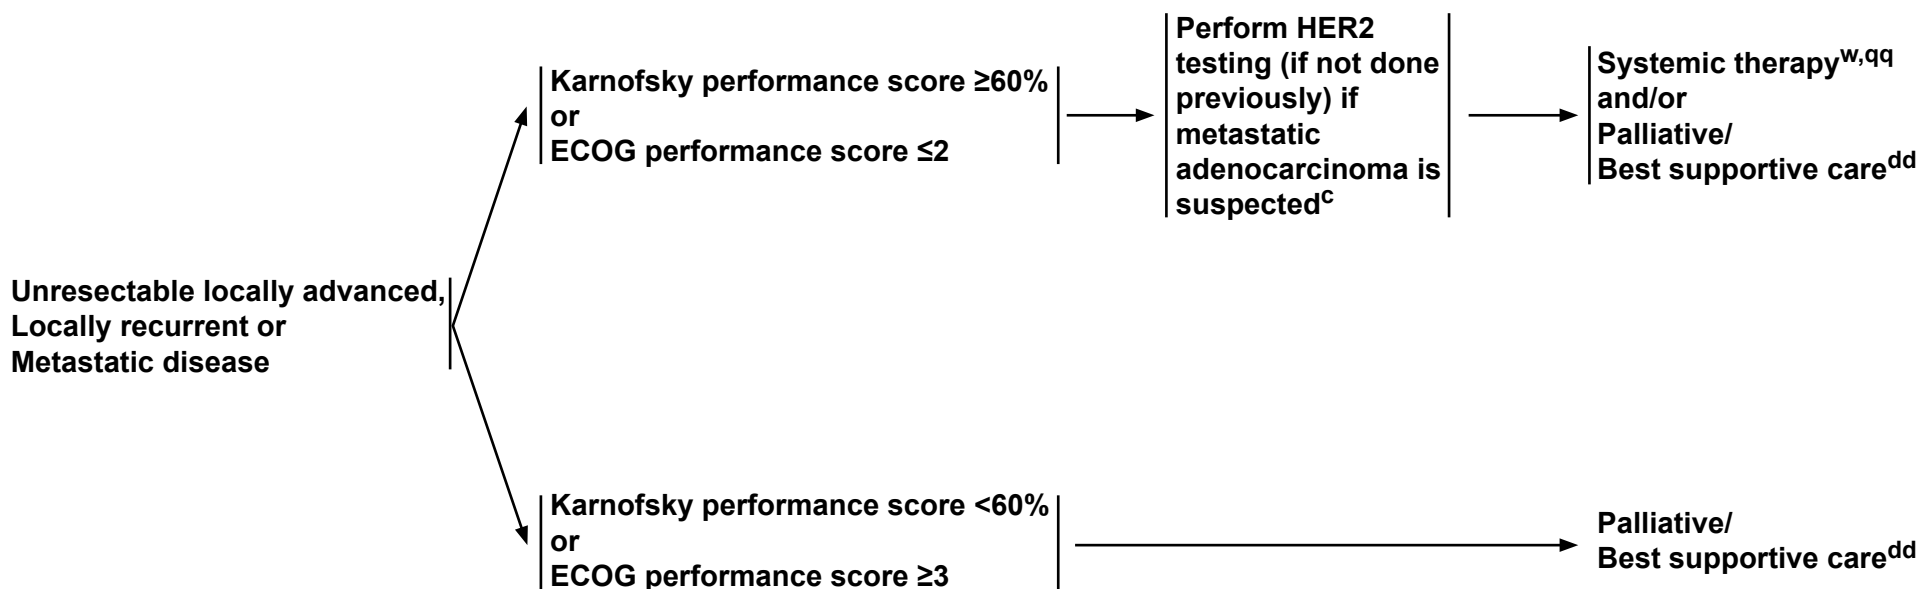 Unresectable locally advanced,
Locally recurrent or
Metastatic disease
Karnofsky performance score ≥60%
or
ECOG performance score ≤2
Perform HER2
testing (if not done
previously) if
metastatic
adenocarcinoma is
suspectedc
Systemic therapyw,qq
and/or
Palliative/
Best supportive caredd
Karnofsky performance score <60%
or
ECOG performance score ≥3
Palliative/
Best supportive caredd